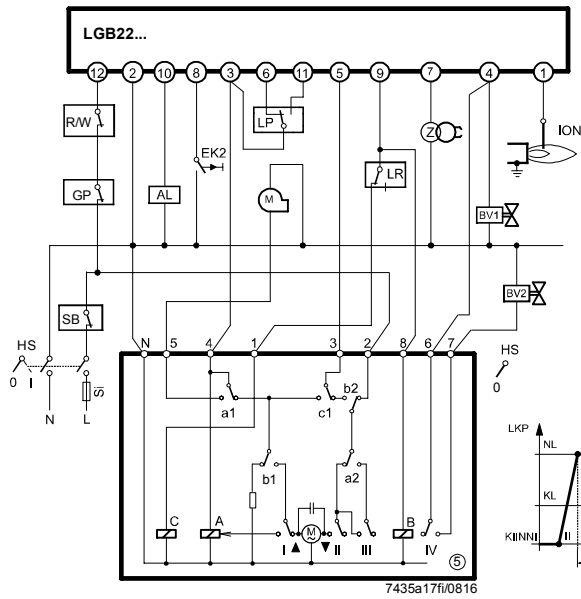 LGB22...
12 2 10 8 3 6 11 5 9 7 4 1
R/W
LP
Z
ION
EK2
GP
AL
M
LR
BV1
BV2
SB
HS
0 I
Si
N L
N 5 4 1 3 2 8 6 7
HS
0
a1
c1
b2
b1
a2
C
A
I
M
~
II
III
B
IV
5
LKP
NL
KL
KIINNI
II
7435a17fi/0816